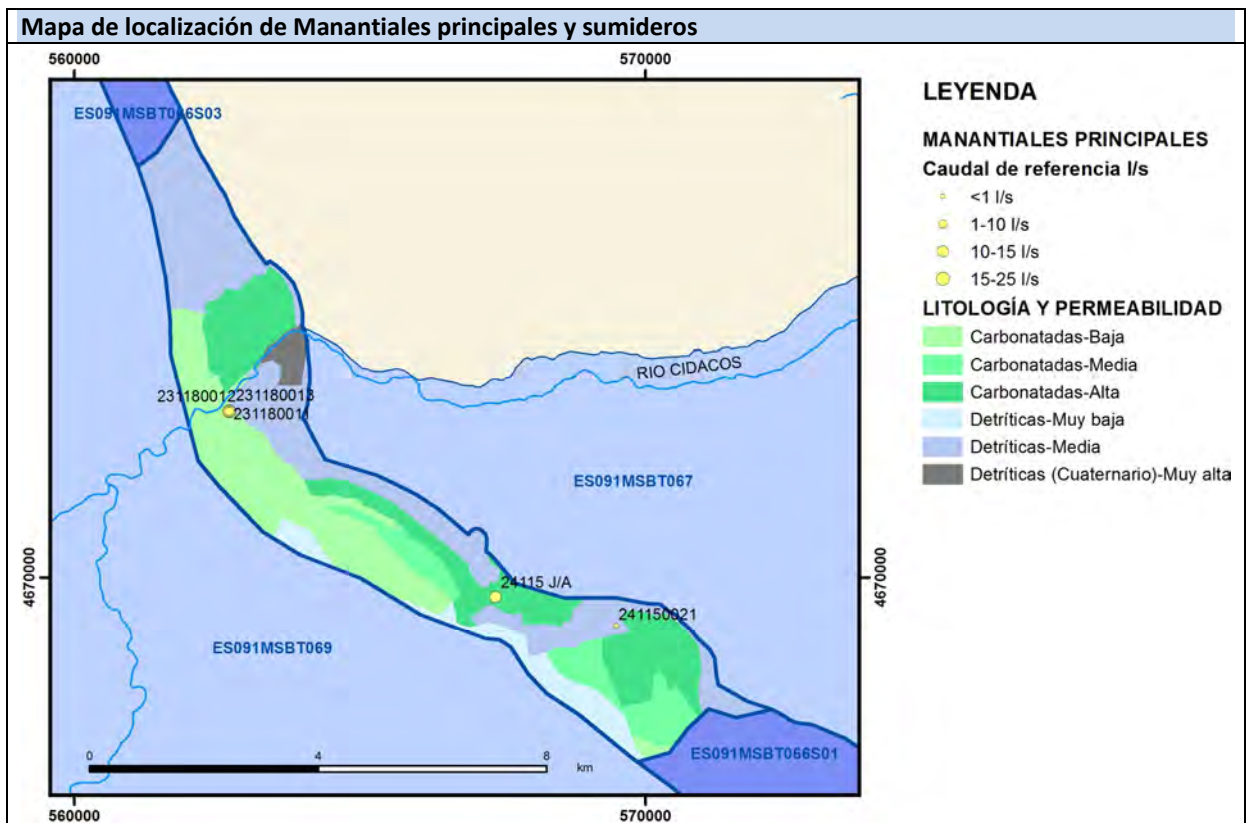 Mapa de localización de Manantiales principales y sumideros
560000
570000
ES091MSBT066S03
RIO CIDACOS
231180012 231180013
231180011
ES091MSBT067
4670000
4670000
24115 J/A
241150021
ES091MSBT069
ES091MSBT066S01
0
4
8
km
560000
570000
LEYENDA
MANANTIALES PRINCIPALES
Caudal de referencia l/s
<1 l/s
1-10 l/s
10-15 l/s
15-25 l/s
LITOLOGÍA Y PERMEABILIDAD
Carbonatadas-Baja
Carbonatadas-Media
Carbonatadas-Alta
Detríticas-Muy baja
Detríticas-Media
Detríticas (Cuaternario)-Muy alta